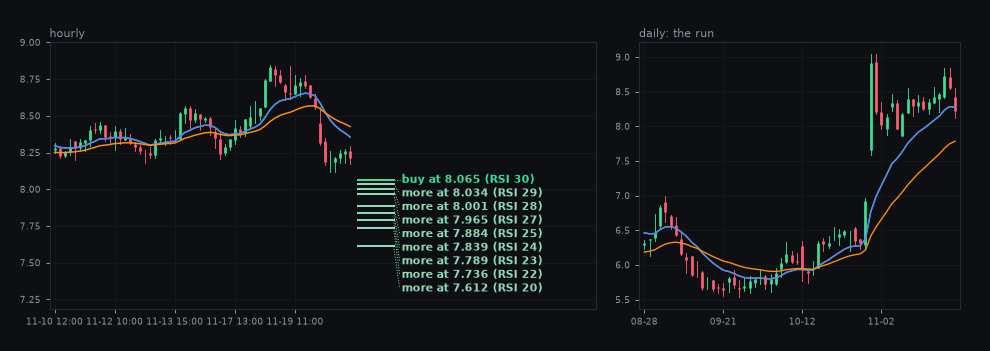 hourly
9.00
8.75
8.50
8.25
8.00
7.75
7.50
7.25
11-10 12:00 11-12 10:00 11-13 15:00 11-17 13:00 11-19 11:00
buy at 8.065 (RSI 30)
more at 8.034 (RSI 29)
more at 8.001 (RSI 28)
more at 7.965 (RSI 27)
more at 7.884 (RSI 25)
more at 7.839 (RSI 24)
more at 7.789 (RSI 23)
more at 7.736 (RSI 22)
more at 7.612 (RSI 20)
daily: the run
9.0
8.5
8.0
7.5
7.0
6.5
6.0
5.5
08-28 09-21 10-12 11-02